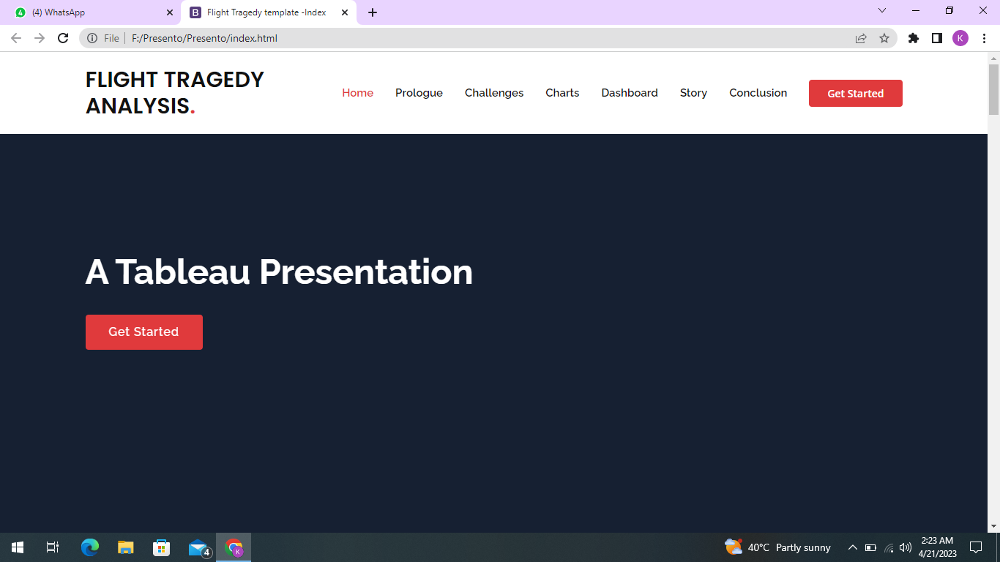 (4) WhatsApp
Flight Tragedy template -Index
File
F:/Presento/Presento/index.html
K
FLIGHT TRAGEDY
ANALYSIS.
Home
Prologue
Challenges
Charts
Dashboard
Story
Conclusion
Get Started
A Tableau Presentation
Get Started
4
K
40°C Partly sunny
2:23 AM
4/21/2023